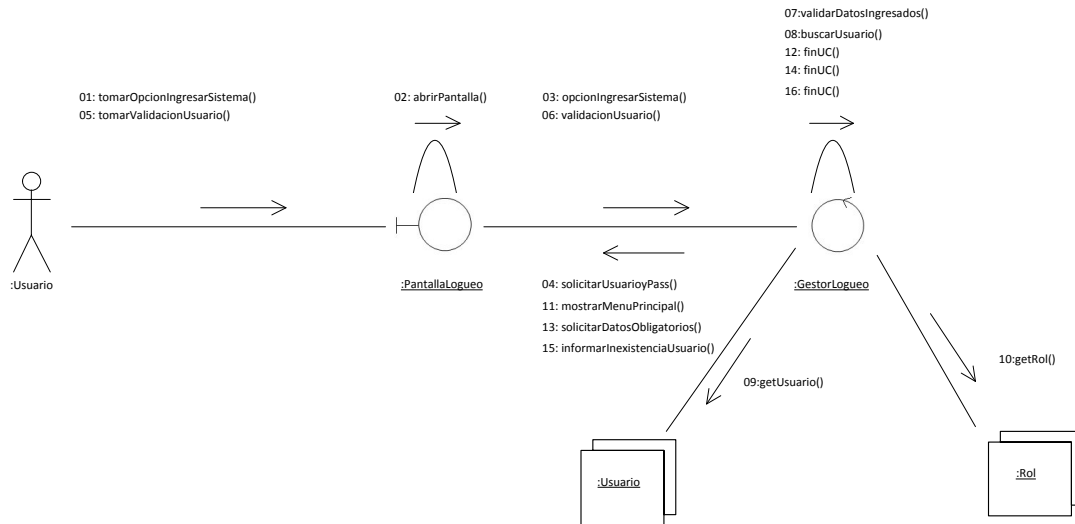 07:validarDatosIngresados()
08:buscarUsuario()
12: finUC()
14: finUC()
16: finUC()
01: tomarOpcionIngresarSistema()
05: tomarValidacionUsuario()
02: abrirPantalla()
03: opcionIngresarSistema()
06: validacionUsuario()
:Usuario
:PantallaLogueo
:GestorLogueo
04: solicitarUsuarioyPass()
11: mostrarMenuPrincipal()
13: solicitarDatosObligatorios()
15: informarInexistenciaUsuario()
09:getUsuario()
10:getRol()
:Usuario
:Rol